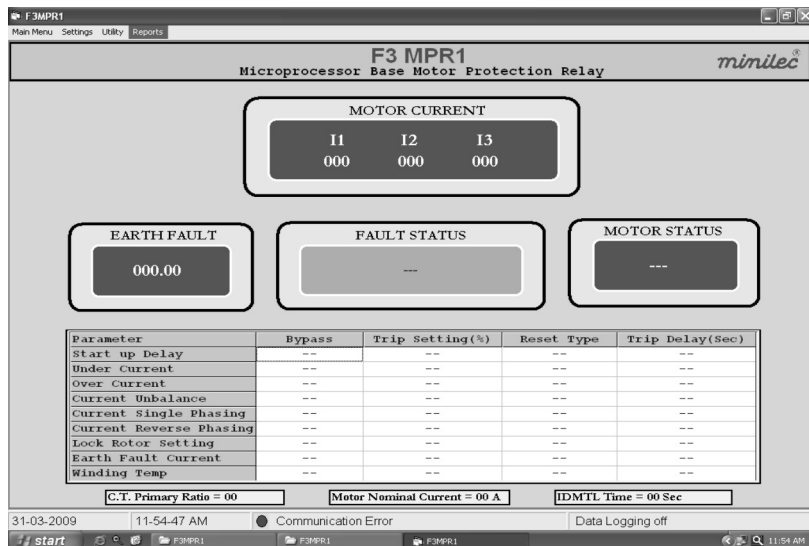 F3MPR1
Main Menu Settings Utility Reports
F3 MPR1
Microprocessor Base Motor Protection Relay
minilec®
MOTOR CURRENT
I1 I2 I3
000 000 000
EARTH FAULT
000.00
FAULT STATUS
---
MOTOR STATUS
---
Parameter Bypass Trip Setting(%) Reset Type Trip Delay(Sec)
Start up Delay -- -- -- --
Under Current -- -- -- --
Over Current -- -- -- --
Current Unbalance -- -- -- --
Current Single Phasing -- -- -- --
Current Reverse Phasing -- -- -- --
Lock Rotor Setting -- -- -- --
Earth Fault Current -- -- -- --
Winding Temp -- -- -- --
C.T. Primary Ratio = 00 Motor Nominal Current = 00 A IDMTL Time = 00 Sec
31-03-2009 11-54-47 AM Communication Error Data Logging off
start F3MPR1 F3MPR1 F3MPR1 11:54 AM